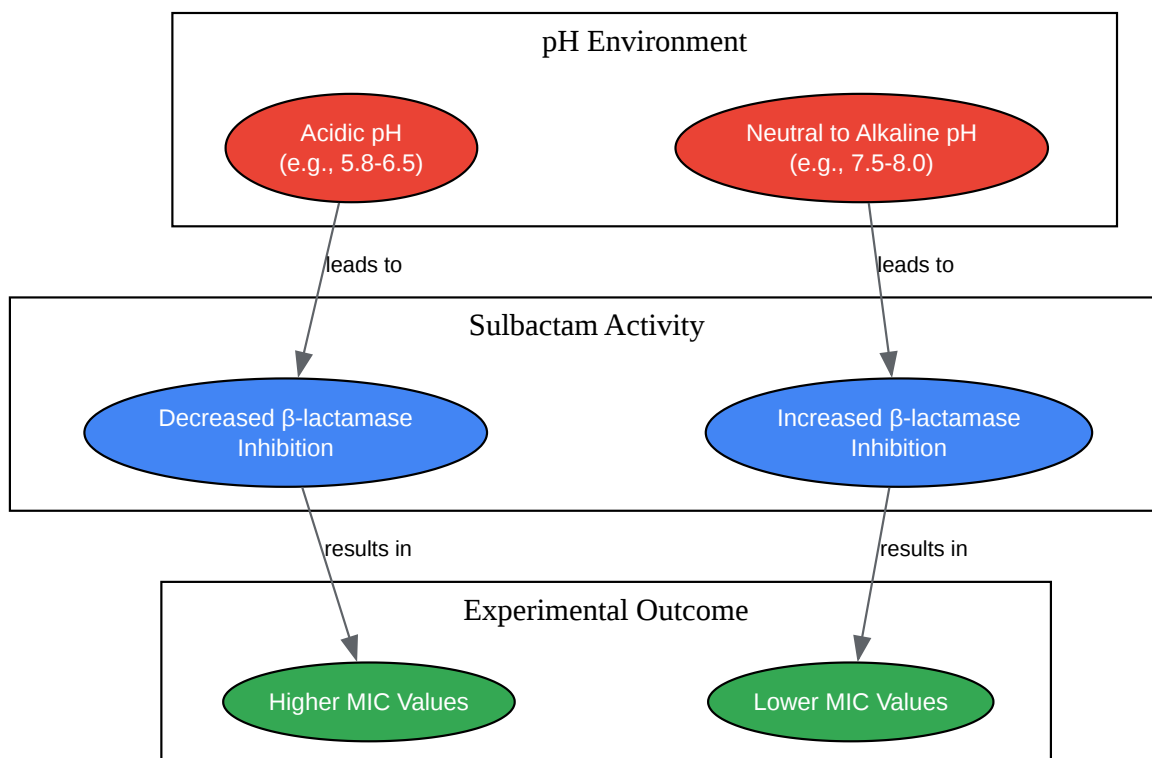 pH Environment
Acidic pH
(e.g., 5.8-6.5)
Neutral to Alkaline pH
(e.g., 7.5-8.0)
leads to
leads to
Sulbactam Activity
Decreased β-lactamase
Inhibition
Increased β-lactamase
Inhibition
results in
results in
Experimental Outcome
Higher MIC Values
Lower MIC Values